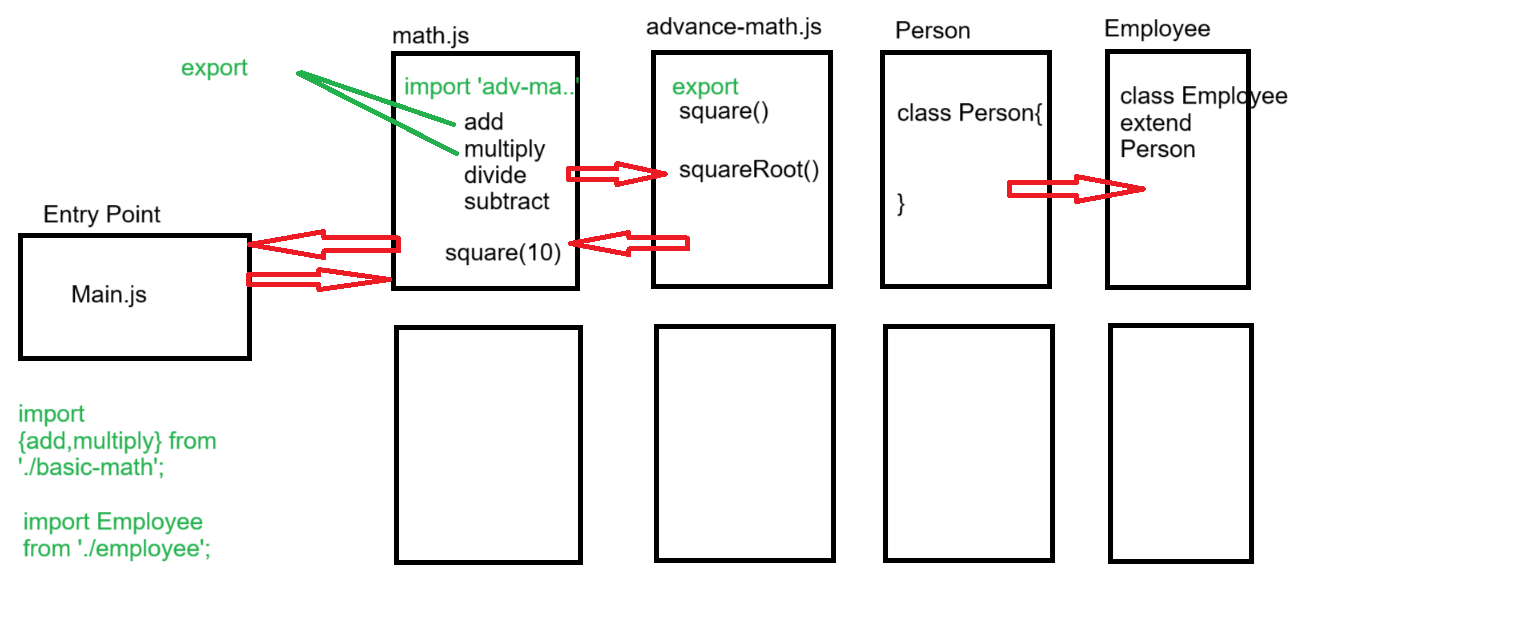 export
math.js
import 'adv-ma..'
add
multiply
divide
subtract
square(10)
advance-math.js
export
square()
squareRoot()
Person
class Person{
}
Employee
class Employee
extend
Person
Entry Point
Main.js
import
{add,multiply} from
'./basic-math';
import Employee
from './employee';